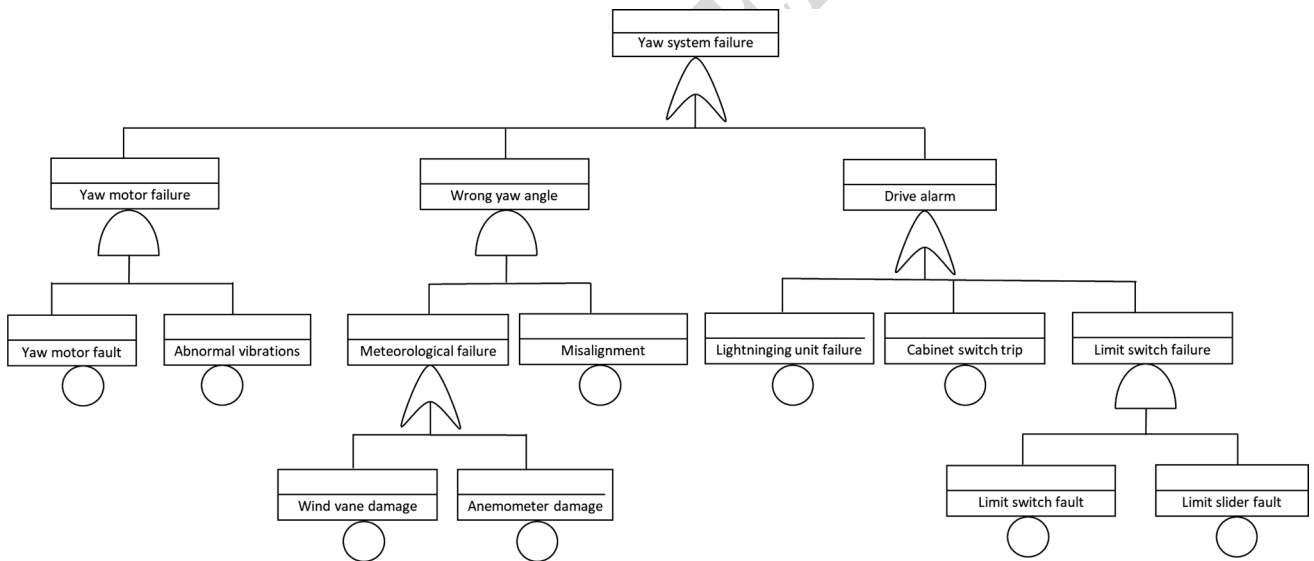 Yaw system failure
Yaw motor failure
Wrong yaw angle
Drive alarm
Yaw motor fault
Abnormal vibrations
Meteorological failure
Misalignment
Lightninging unit failure
Cabinet switch trip
Limit switch failure
Wind vane damage
Anemometer damage
Limit switch fault
Limit slider fault